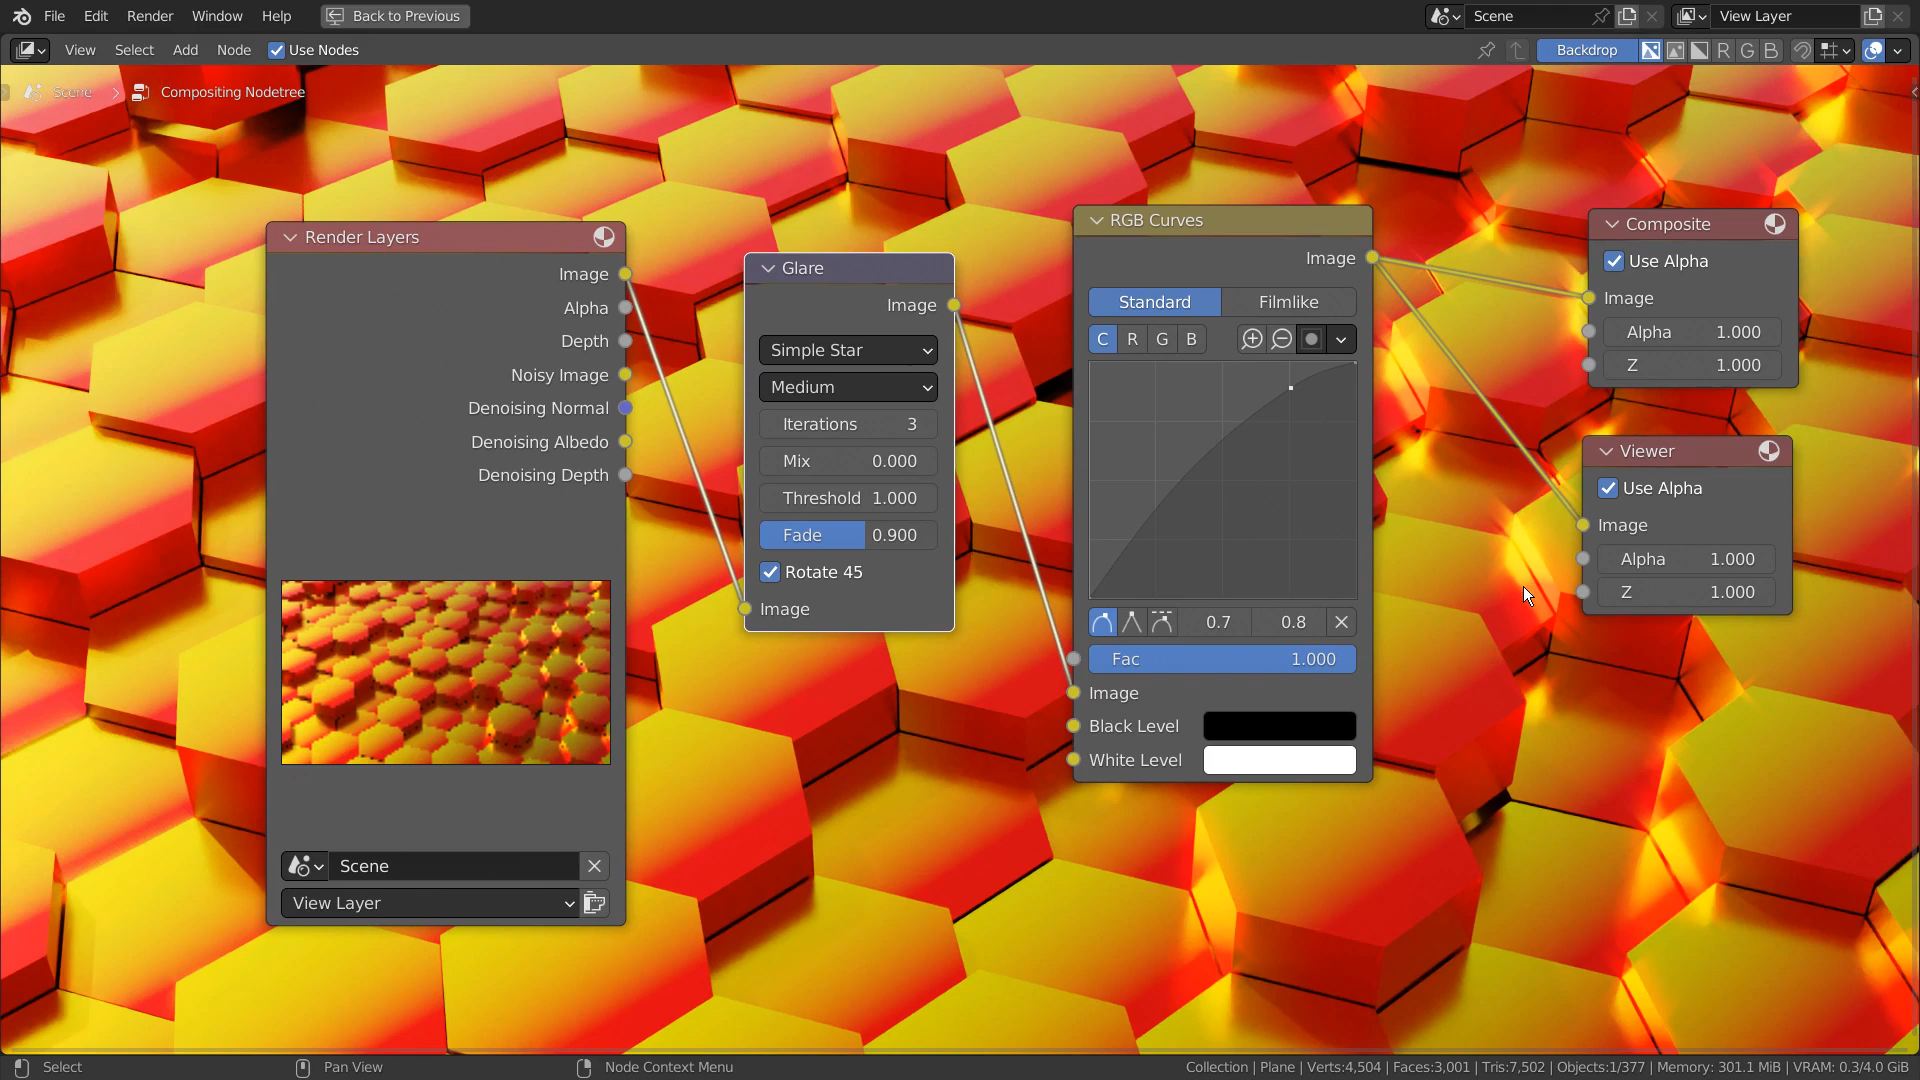 File Edit Render Window Help Back to Previous Scene View Layer
View Select Add Node Use Nodes Backdrop R G B
Scene Compositing Nodetree
Render Layers
Image
Alpha
Depth
Noisy Image
Denoising Normal
Denoising Albedo
Denoising Depth
Scene
View Layer
Glare
Image
Simple Star
Medium
Iterations 3
Mix 0.000
Threshold 1.000
Fade 0.900
Rotate 45
Image
RGB Curves
Image
Standard Filmlike
C R G B
0.7 0.8
Fac 1.000
Image
Black Level
White Level
Composite
Use Alpha
Image
Alpha 1.000
Z 1.000
Viewer
Use Alpha
Image
Alpha 1.000
Z 1.000
Select Pan View Node Context Menu Collection | Plane | Verts:4,504 | Faces:3,001 | Tris:7,502 | Objects:1/377 | Memory: 301.1 MiB | VRAM: 0.3/4.0 GiB